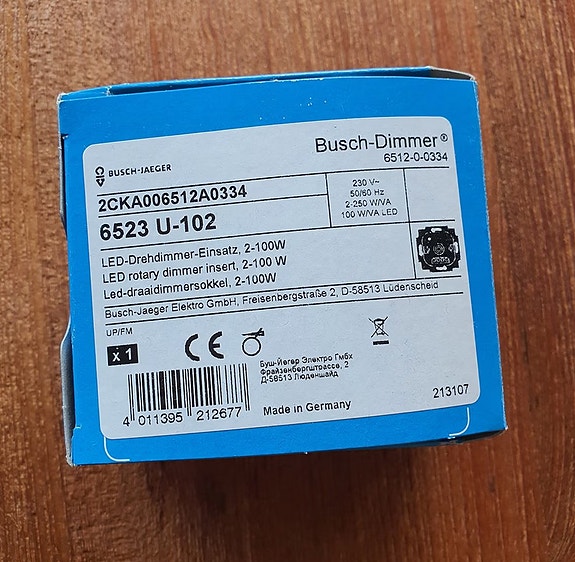 Busch-Dimmer®
6512-0-0334
BUSCH-JAEGER
2CKA006512A0334
6523 U-102
230 V~
50/60 Hz
2-250 W/VA
100 W/VA LED
LED-Drehdimmer-Einsatz, 2-100W
LED rotary dimmer insert, 2-100 W
Led-draaidimmersokkel, 2-100W
Busch-Jaeger Elektro GmbH, Freisenbergstraße 2, D-58513 Lüdenscheid
UP/FM
x 1
CE
Буш-Йегер Электро Гмбх
Фрайзенбергштрассе, 2
Д-58513 Люденшайд
4 011395 212677
Made in Germany
213107